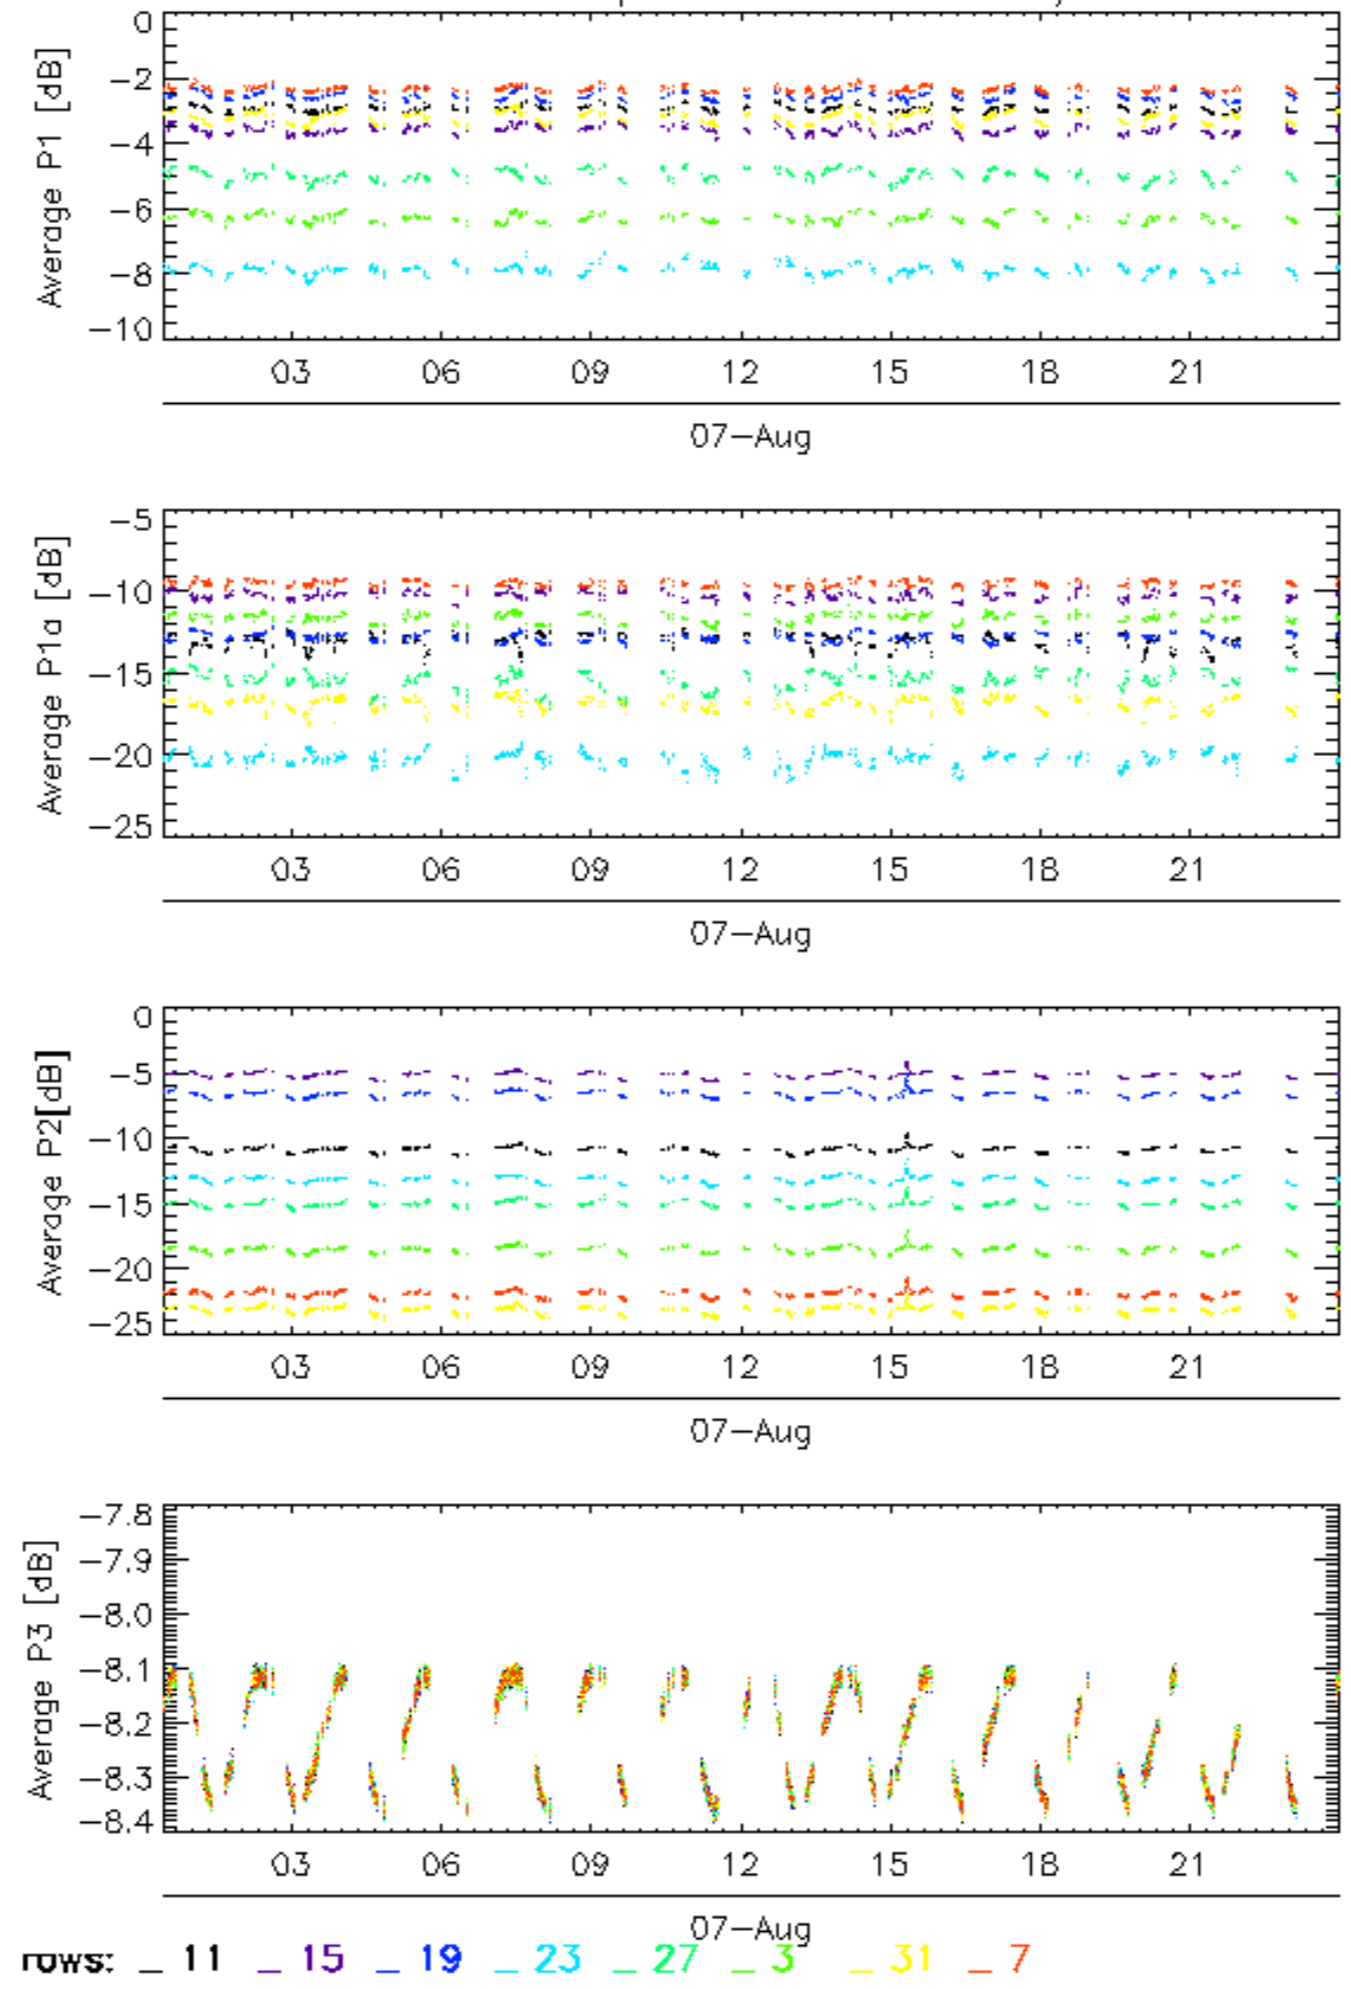 0
−2
−4
−6
−8
−10
Average P1 [dB]
03 06 09 12 15 18 21
07−Aug
−5
−10
−15
−20
−25
Average P1a [dB]
03 06 09 12 15 18 21
07−Aug
0
−5
−10
−15
−20
−25
Average P2[dB]
03 06 09 12 15 18 21
07−Aug
−7.8
−7.9
−8.0
−8.1
−8.2
−8.3
−8.4
Average P3 [dB]
03 06 09 12 15 18 21
07−Aug
rows: _ 11 _ 15 _ 19 _ 23 _ 27 _ 3 _ 31 _ 7